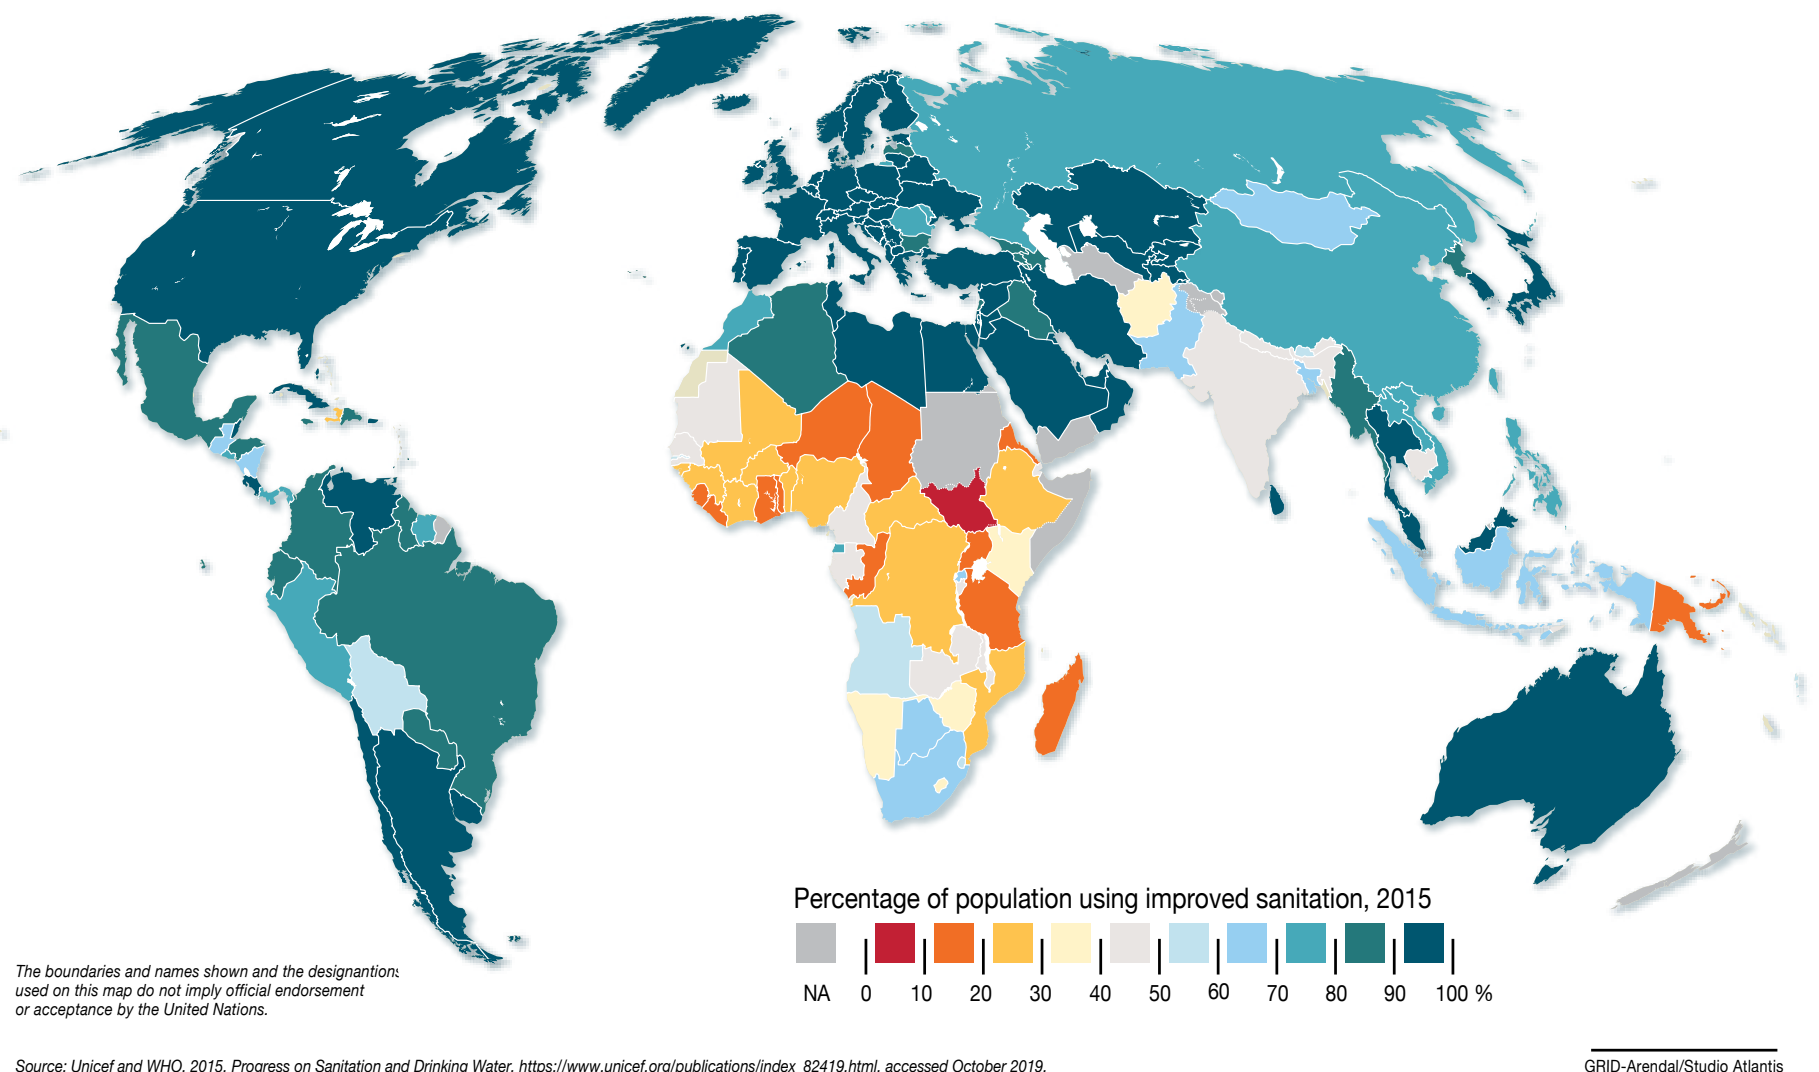 Percentage of population using improved sanitation, 2015
NA 0 10 20 30 40 50 60 70 80 90 100 %
The boundaries and names shown and the designantions
used on this map do not imply official endorsement
or acceptance by the United Nations.
Source: Unicef and WHO. 2015. Progress on Sanitation and Drinking Water. https://www.unicef.org/publications/index_82419.html. accessed October 2019.
GRID-Arendal/Studio Atlantis